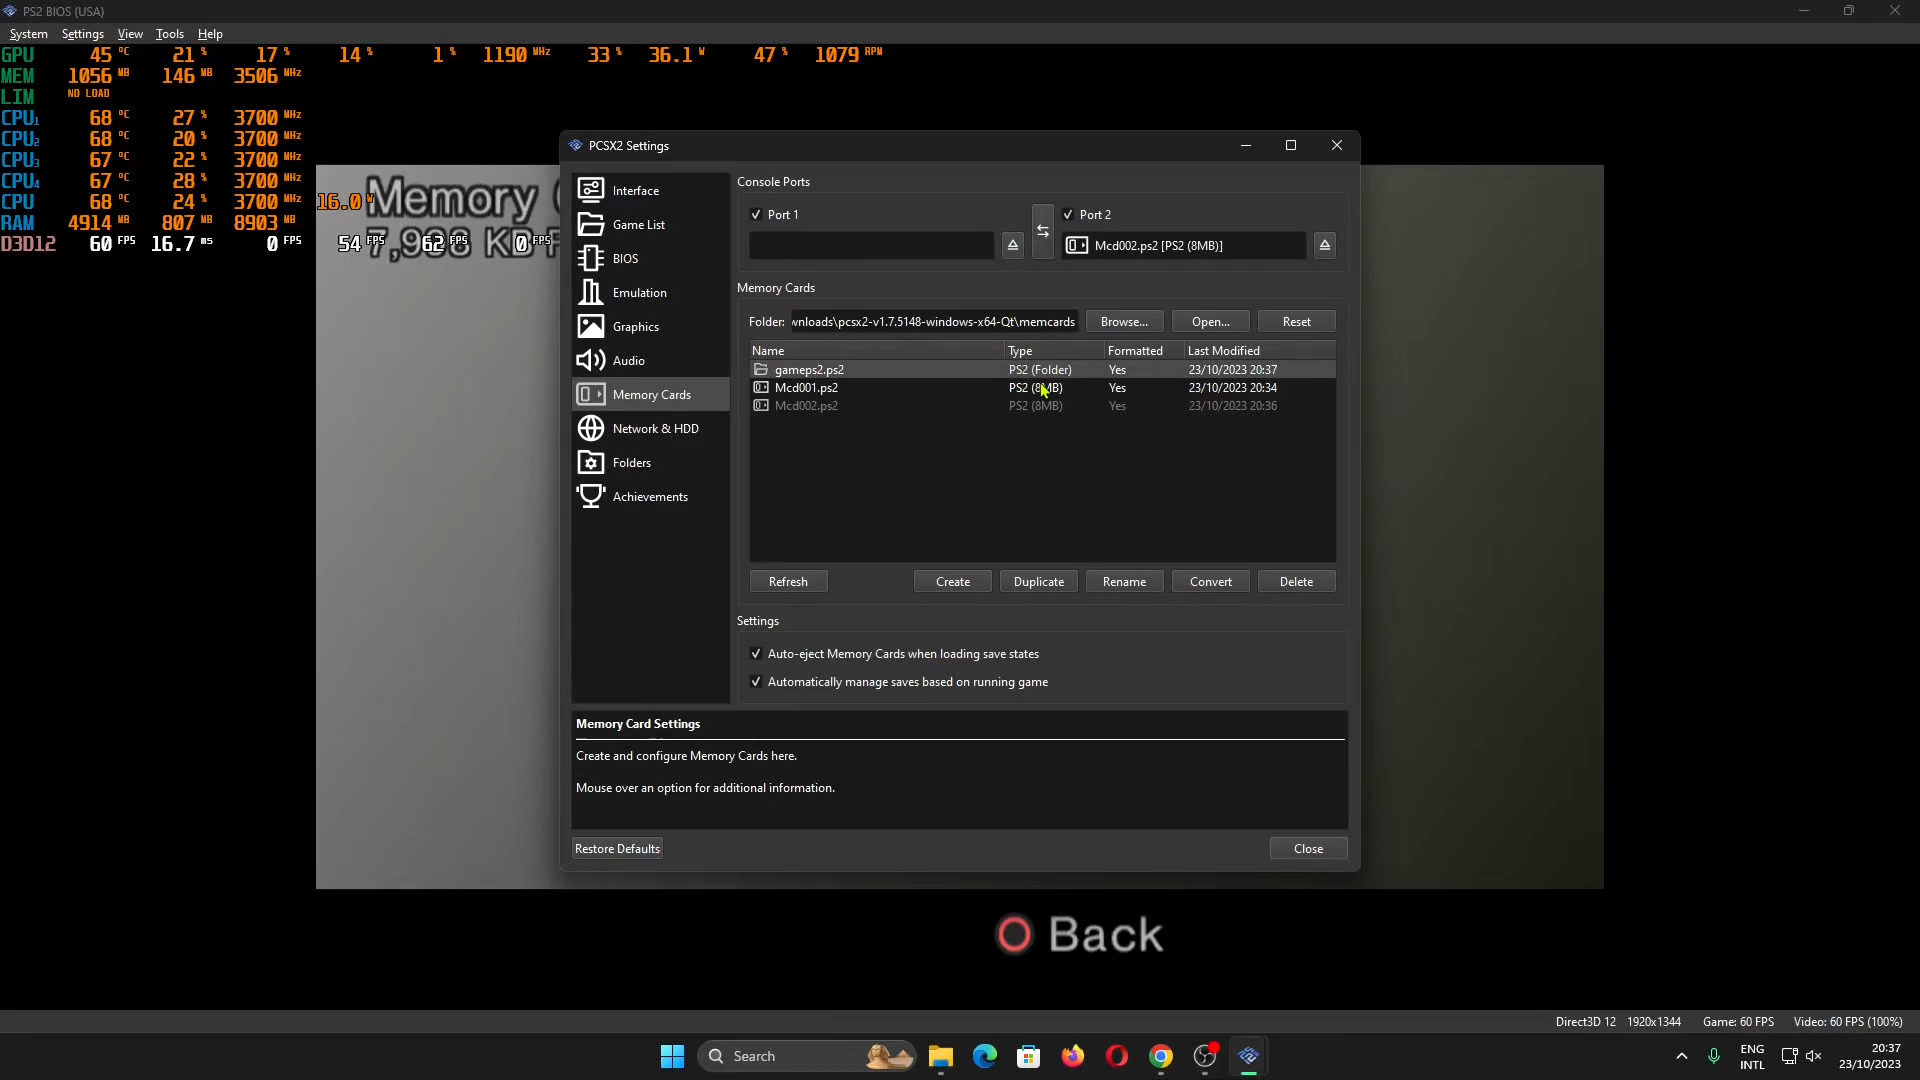 PS2 BIOS (USA)
System Settings View Tools Help
GPU 45 °C 21 % 17 % 14 % 1 % 1190 MHz 33 % 36.1 W 47 % 1079 RPM
MEM 1056 MB 146 MB 3506 MHz
LIM NO LOAD
CPU1 68 °C 27 % 3700 MHz
CPU2 68 °C 20 % 3700 MHz
CPU3 67 °C 22 % 3700 MHz
CPU4 67 °C 28 % 3700 MHz
CPU 68 °C 24 % 3700 MHz 16.0 W
RAM 4914 MB 807 MB 8903 MB
D3D12 60 FPS 16.7 ms 0 FPS 54 FPS 62 FPS 0 FPS
Memory
KB
PCSX2 Settings
Interface
Game List
BIOS
Emulation
Graphics
Audio
Memory Cards
Network & HDD
Folders
Achievements
Console Ports
Port 1
Port 2
Mcd002.ps2 [PS2 (8MB)]
Memory Cards
Folder: wnloads\pcsx2-v1.7.5148-windows-x64-Qt\memcards Browse... Open... Reset
Name Type Formatted Last Modified
gameps2.ps2 PS2 (Folder) Yes 23/10/2023 20:37
Mcd001.ps2 PS2 (8MB) Yes 23/10/2023 20:34
Mcd002.ps2 PS2 (8MB) Yes 23/10/2023 20:36
Refresh Create Duplicate Rename Convert Delete
Settings
Auto-eject Memory Cards when loading save states
Automatically manage saves based on running game
Memory Card Settings
Create and configure Memory Cards here.
Mouse over an option for additional information.
Restore Defaults Close
Back
Direct3D 12 1920x1344 Game: 60 FPS Video: 60 FPS (100%)
Search
ENG
INTL
20:37
23/10/2023